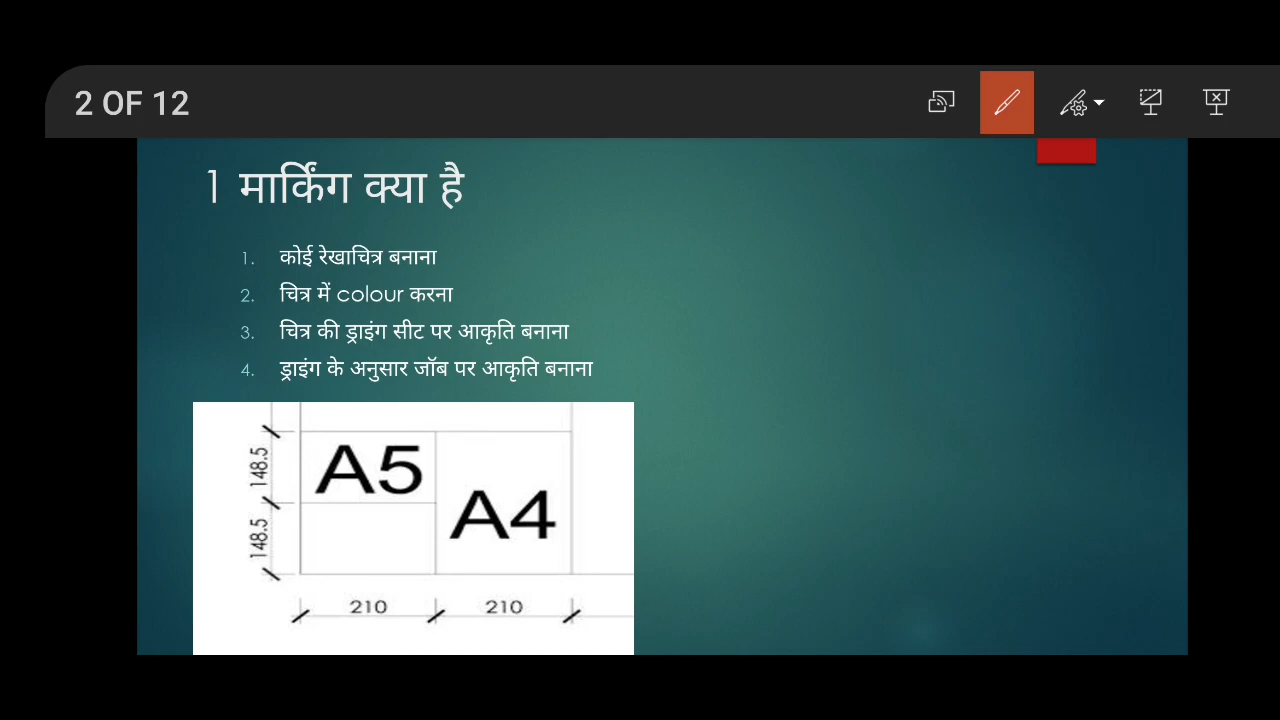 2 OF 12
1 मार्किंग क्या है
1. कोई रेखाचित्र बनाना
2. चित्र में colour करना
3. चित्र की ड्राइंग सीट पर आकृति बनाना
4. ड्राइंग के अनुसार जॉब पर आकृति बनाना
148.5
A5
A4
148.5
210 210